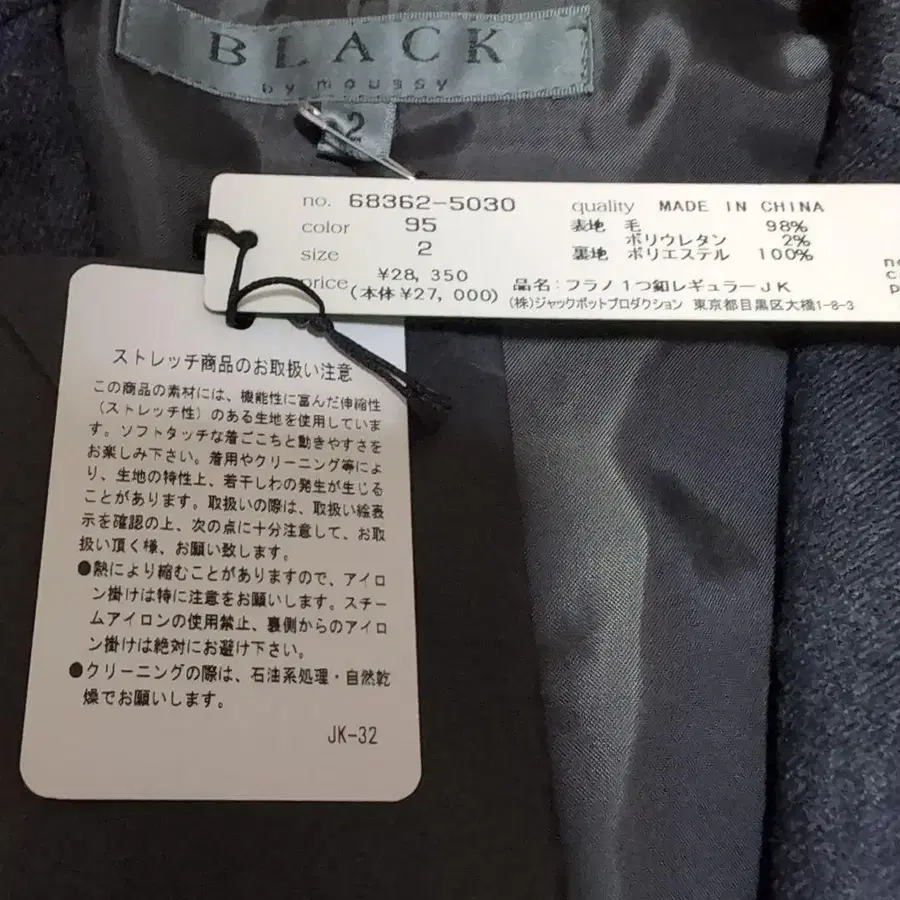 BLACK
by moussy
2
no. 68362-5030
color 95
size 2
price ¥28,350
(本体¥27,000)
quality MADE IN CHINA
表地 毛 98%
ポリウレタン 2%
裏地 ポリエステル 100%
品名:フラノ1つ釦レギュラーJK
(株)ジャックポットプロダクション 東京都目黒区大橋1-8-3
ストレッチ商品のお取扱い注意
この商品の素材には、機能性に富んだ伸縮性
(ストレッチ性)のある生地を使用していま
す。ソフトタッチな着ごこちと動きやすさを
お楽しみ下さい。着用やクリーニング等によ
り、生地の特性上、若干しわの発生が生じる
ことがあります。取扱いの際は、取扱い絵表
示を確認の上、次の点に十分注意して、お取
扱い頂く様、お願い致します。
●熱により縮むことがありますので、アイロ
ン掛けは特に注意をお願いします。スチー
ムアイロンの使用禁止、裏側からのアイロ
ン掛けは絶対にお避け下さい。
●クリーニングの際は、石油系処理・自然乾
燥でお願いします。
JK-32